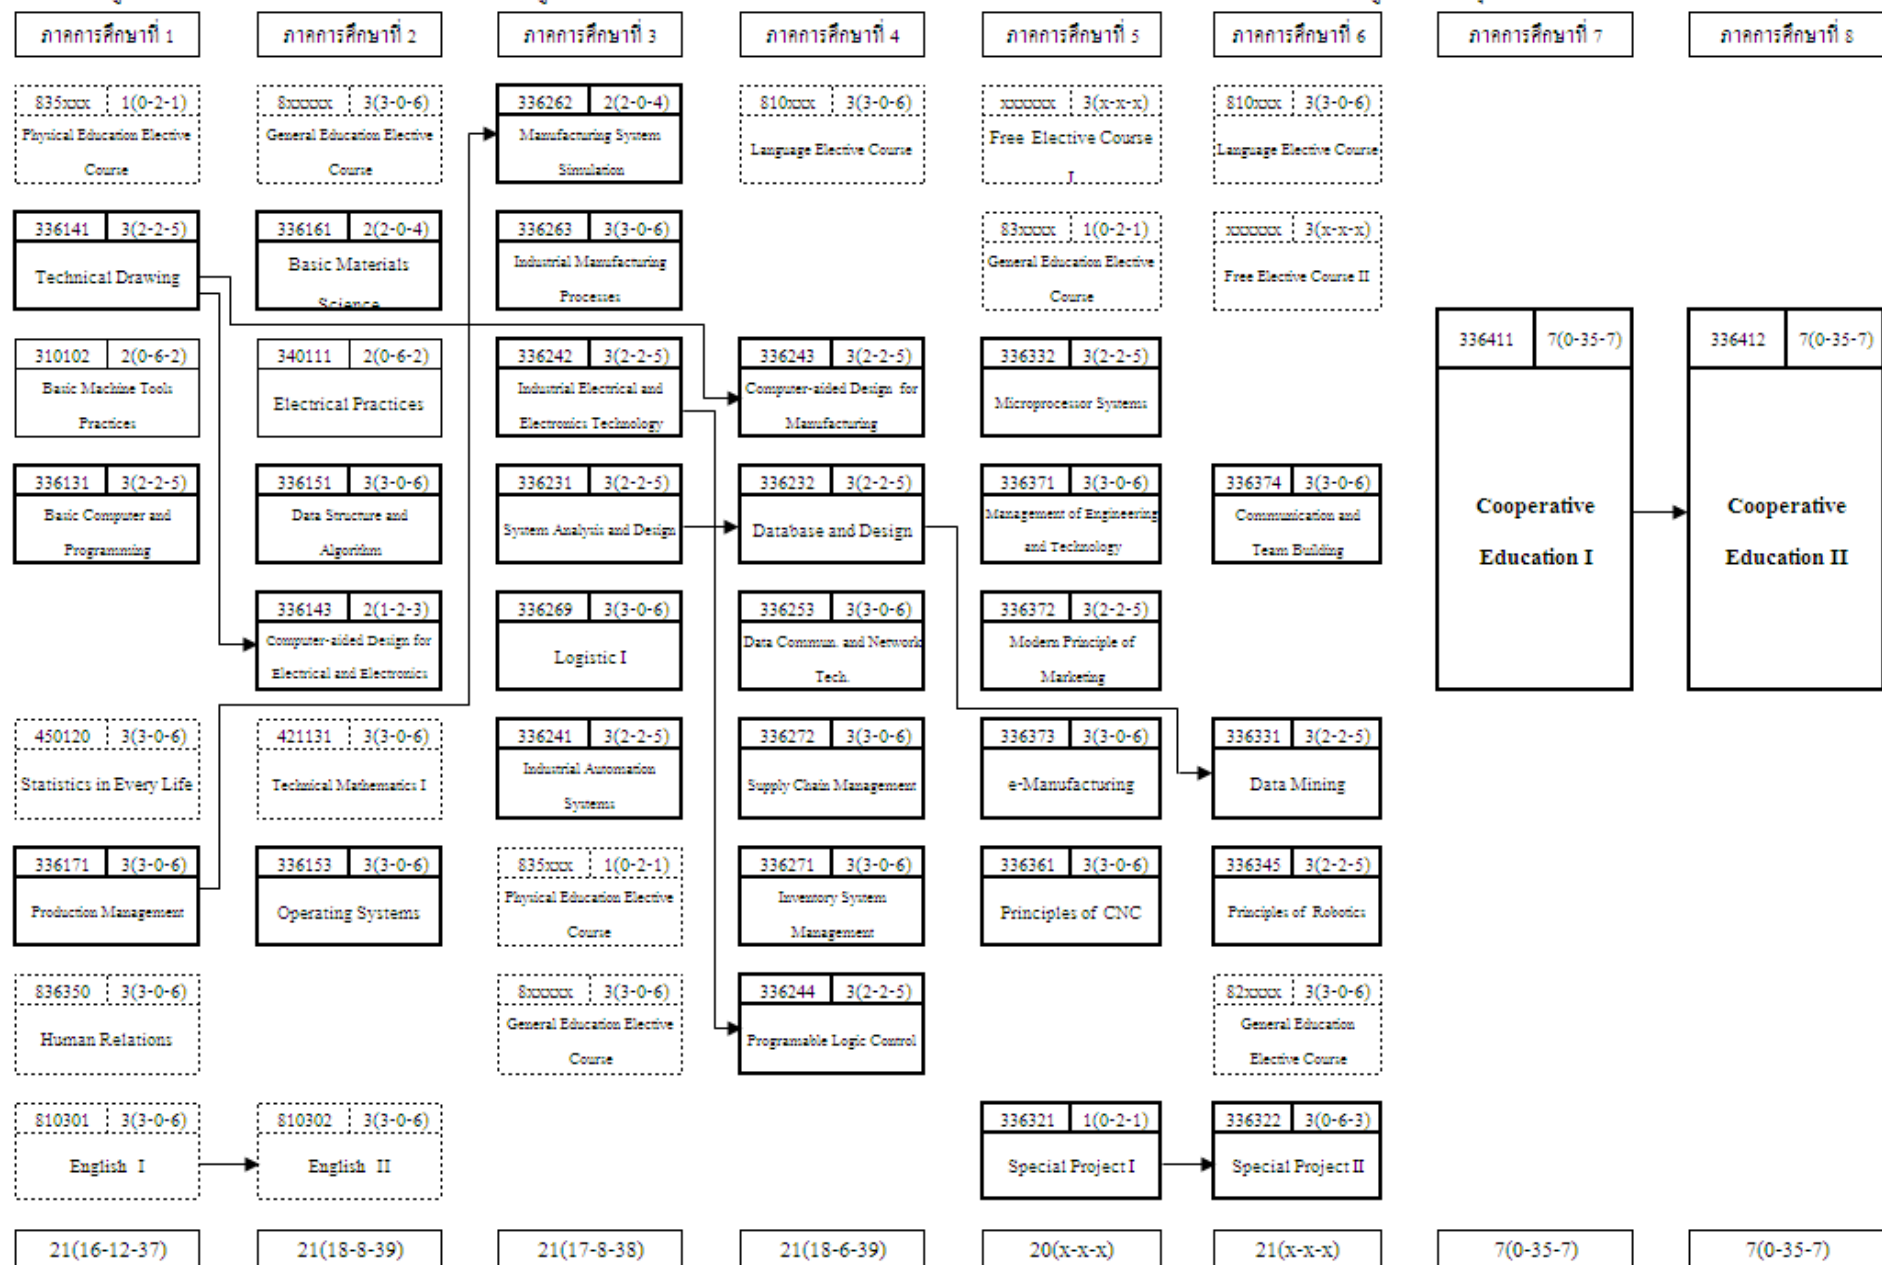 ภาคการศึกษาที่ 1 ภาคการศึกษาที่ 2 ภาคการศึกษาที่ 3 ภาคการศึกษาที่ 4 ภาคการศึกษาที่ 5 ภาคการศึกษาที่ 6 ภาคการศึกษาที่ 7 ภาคการศึกษาที่ 8
835xxx 1(0-2-1)
Physical Education Elective
Course
8xxxxx 3(3-0-6)
General Education Elective
Course
336262 2(2-0-4)
Manufacturing System
Simulation
810xxx 3(3-0-6)
Language Elective Course
xxxxxx 3(x-x-x)
Free Elective Course
I
810xxx 3(3-0-6)
Language Elective Course
336141 3(2-2-5)
Technical Drawing
336161 2(2-0-4)
Basic Materials
Science
336263 3(3-0-6)
Industrial Manufacturing
Processes
83xxxx 1(0-2-1)
General Education Elective
Course
xxxxxx 3(x-x-x)
Free Elective Course II
310102 2(0-6-2)
Basic Machine Tools
Practices
340111 2(0-6-2)
Electrical Practices
336242 3(2-2-5)
Industrial Electrical and
Electronics Technology
336243 3(2-2-5)
Computer-aided Design for
Manufacturing
336332 3(2-2-5)
Microprocessor Systems
336411 7(0-35-7)
Cooperative
Education I
336412 7(0-35-7)
Cooperative
Education II
336131 3(2-2-5)
Basic Computer and
Programming
336151 3(3-0-6)
Data Structure and
Algorithm
336231 3(2-2-5)
System Analysis and Design
336232 3(2-2-5)
Database and Design
336371 3(3-0-6)
Management of Engineering
and Technology
336374 3(3-0-6)
Communication and
Team Building
336143 2(1-2-3)
Computer-aided Design for
Electrical and Electronics
336269 3(3-0-6)
Logistic I
336253 3(3-0-6)
Data Commun. and Network
Tech.
336372 3(2-2-5)
Modern Principle of
Marketing
450120 3(3-0-6)
Statistics in Every Life
421131 3(3-0-6)
Technical Mathematics I
336241 3(2-2-5)
Industrial Automation
Systems
336272 3(3-0-6)
Supply Chain Management
336373 3(3-0-6)
e-Manufacturing
336331 3(2-2-5)
Data Mining
336171 3(3-0-6)
Production Management
336153 3(3-0-6)
Operating Systems
835xxx 1(0-2-1)
Physical Education Elective
Course
336271 3(3-0-6)
Inventory System
Management
336361 3(3-0-6)
Principles of CNC
336345 3(2-2-5)
Principles of Robotics
836350 3(3-0-6)
Human Relations
8xxxxx 3(3-0-6)
General Education Elective
Course
336244 3(2-2-5)
Programable Logic Control
82xxxx 3(3-0-6)
General Education
Elective Course
810301 3(3-0-6)
English I
810302 3(3-0-6)
English II
336321 1(0-2-1)
Special Project I
336322 3(0-6-3)
Special Project II
21(16-12-37) 21(18-8-39) 21(17-8-38) 21(18-6-39) 20(x-x-x) 21(x-x-x) 7(0-35-7) 7(0-35-7)